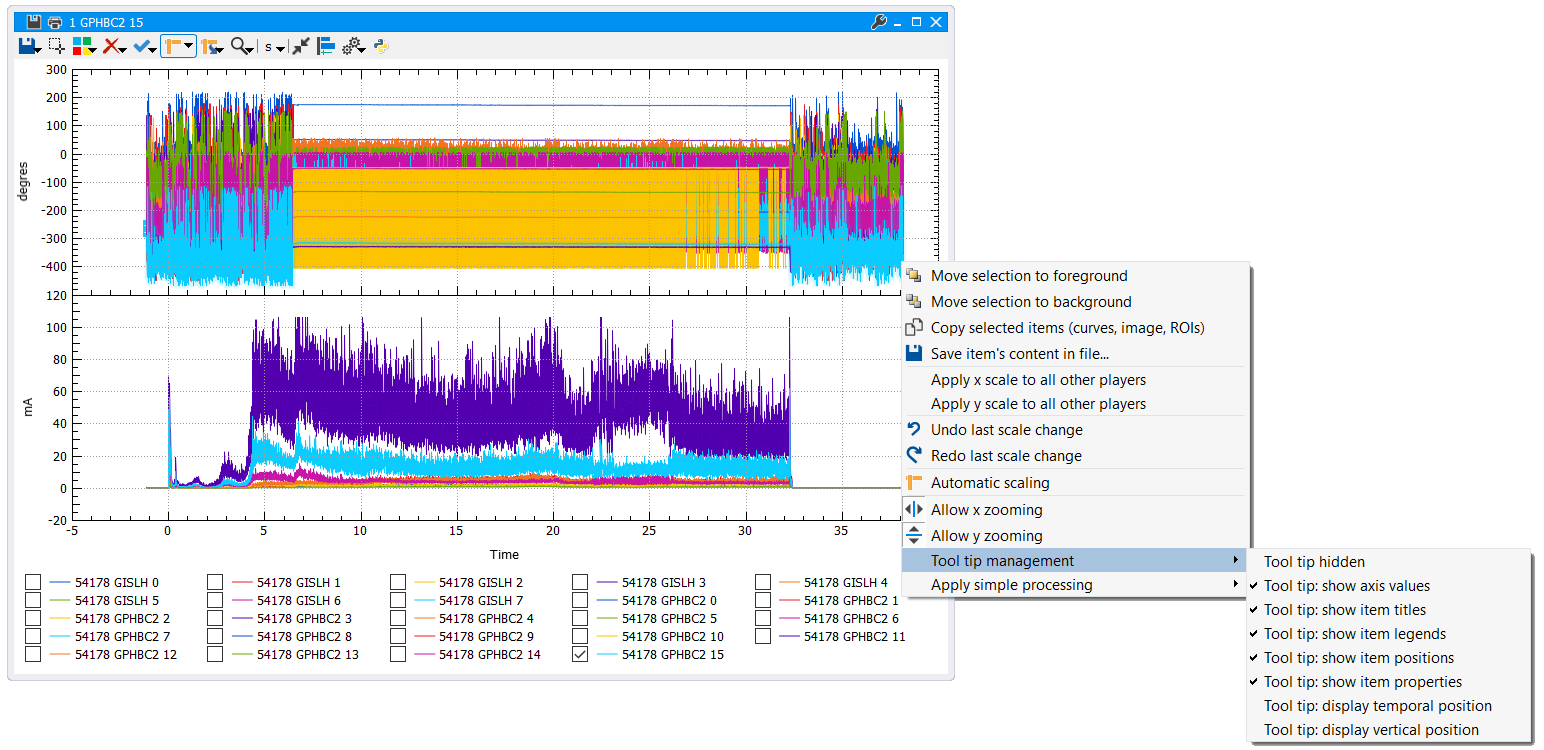 1 GPHBC2 15
s
300
200
100
0
-100
-200
-300
-400
degres
120
100
80
60
40
20
0
-20
mA
-5 0 5 10 15 20 25 30 35
Time
54178 GISLH 0 54178 GISLH 1 54178 GISLH 2 54178 GISLH 3 54178 GISLH 4
54178 GISLH 5 54178 GISLH 6 54178 GISLH 7 54178 GPHBC2 0 54178 GPHBC2 1
54178 GPHBC2 2 54178 GPHBC2 3 54178 GPHBC2 4 54178 GPHBC2 5 54178 GPHBC2 6
54178 GPHBC2 7 54178 GPHBC2 8 54178 GPHBC2 9 54178 GPHBC2 10 54178 GPHBC2 11
54178 GPHBC2 12 54178 GPHBC2 13 54178 GPHBC2 14 54178 GPHBC2 15
Move selection to foreground
Move selection to background
Copy selected items (curves, image, ROIs)
Save item's content in file...
Apply x scale to all other players
Apply y scale to all other players
Undo last scale change
Redo last scale change
Automatic scaling
Allow x zooming
Allow y zooming
Tool tip management
Apply simple processing
Tool tip hidden
Tool tip: show axis values
Tool tip: show item titles
Tool tip: show item legends
Tool tip: show item positions
Tool tip: show item properties
Tool tip: display temporal position
Tool tip: display vertical position